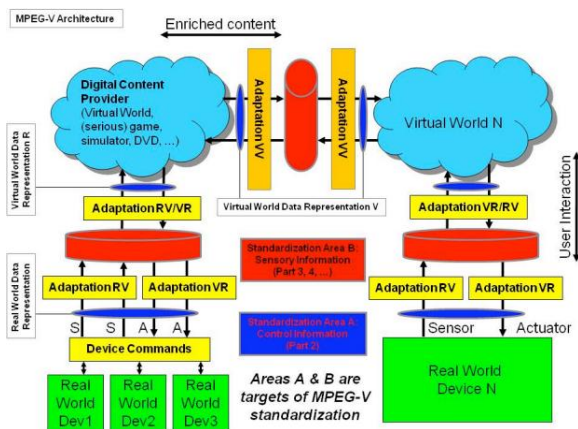 MPEG-V Architecture
Enriched content
Digital Content
Provider
(Virtual World,
(serious) game,
simulator, DVD, ...)
Adaptation VV
Adaptation VV
Virtual World N
Virtual World Data
Representation R
Adaptation RV/VR
Virtual World Data Representation V
Adaptation VR/RV
User Interaction
Real World Data
Representation
Adaptation RV
Adaptation VR
Standardization Area B:
Sensory Information
(Part 3, 4, ...)
Adaptation RV
Adaptation VR
S
S
A
A
Standardization Area A:
Control Information
(Part 2)
Sensor
Actuator
Device Commands
Real
World
Dev1
Real
World
Dev2
Real
World
Dev3
Areas A & B are
targets of MPEG-V
standardization
Real World
Device N